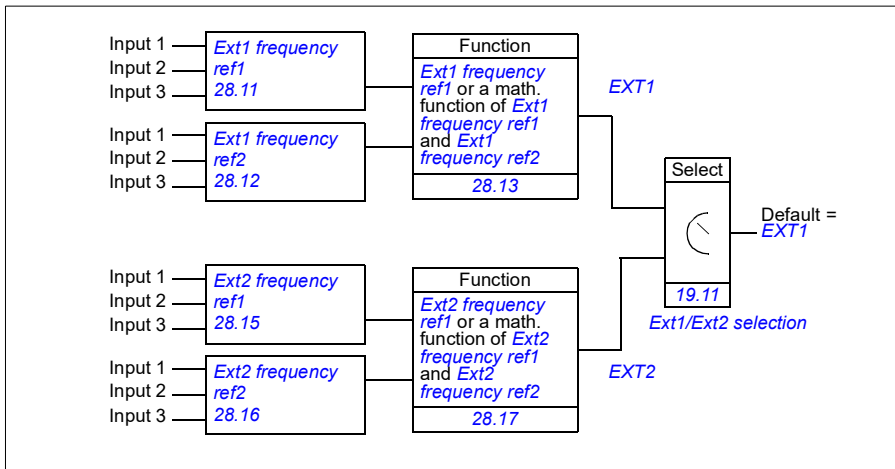 Input 1
Input 2
Input 3
Ext1 frequency
ref1
28.11
Input 1
Input 2
Input 3
Ext1 frequency
ref2
28.12
Function
Ext1 frequency
ref1 or a math.
function of Ext1
frequency ref1
and Ext1
frequency ref2
28.13
EXT1
Input 1
Input 2
Input 3
Ext2 frequency
ref1
28.15
Input 1
Input 2
Input 3
Ext2 frequency
ref2
28.16
Function
Ext2 frequency
ref1 or a math.
function of Ext2
frequency ref1
and Ext2
frequency ref2
28.17
EXT2
Select
19.11
Ext1/Ext2 selection
Default =
EXT1